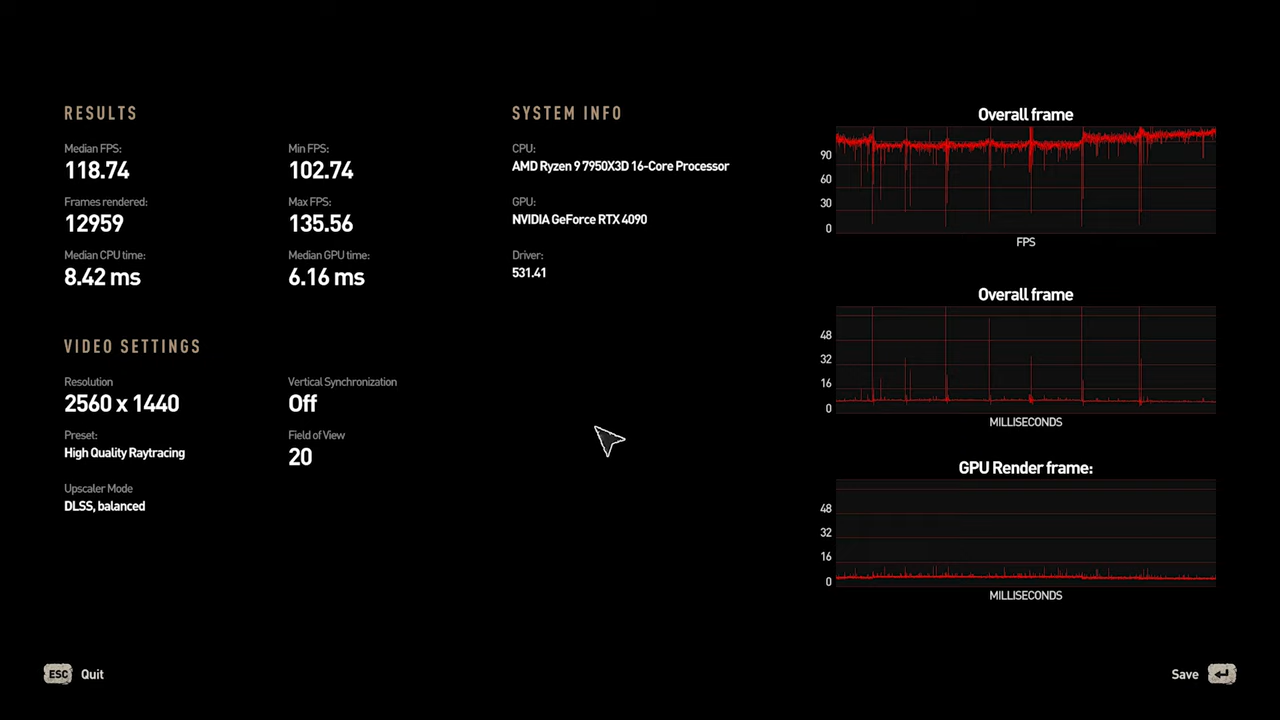 RESULTS
Median FPS:
118.74
Min FPS:
102.74
Frames rendered:
12959
Max FPS:
135.56
Median CPU time:
8.42 ms
Median GPU time:
6.16 ms
VIDEO SETTINGS
Resolution
2560 x 1440
Vertical Synchronization
Off
Preset:
High Quality Raytracing
Field of View
20
Upscaler Mode
DLSS, balanced
SYSTEM INFO
CPU:
AMD Ryzen 9 7950X3D 16-Core Processor
GPU:
NVIDIA GeForce RTX 4090
Driver:
531.41
Overall frame
90
60
30
0
FPS
Overall frame
48
32
16
0
MILLISECONDS
GPU Render frame:
48
32
16
0
MILLISECONDS
ESC Quit
Save